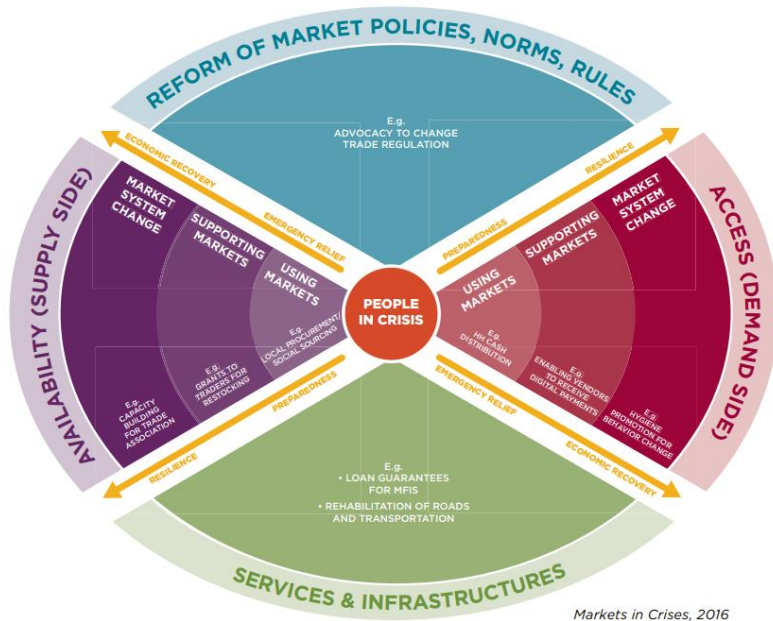 REFORM OF MARKET POLICIES, NORMS, RULES
E.g.
ADVOCACY TO CHANGE
TRADE REGULATION
ECONOMIC RECOVERY
EMERGENCY RELIEF
PREPAREDNESS
RESILIENCE
AVAILABILITY (SUPPLY SIDE)
MARKET
SYSTEM
CHANGE
SUPPORTING
MARKETS
USING
MARKETS
E.g.
CAPACITY
BUILDING
FOR TRADE
ASSOCIATION
E.g.
GRANTS TO
TRADERS FOR
RESTOCKING
E.g.
LOCAL PROCUREMENT/
SOCIAL SOURCING
PEOPLE
IN CRISIS
USING
MARKETS
SUPPORTING
MARKETS
MARKET
SYSTEM
CHANGE
E.g.
HH CASH
DISTRIBUTION
E.g.
ENABLING VENDORS
TO RECEIVE
DIGITAL PAYMENTS
E.g.
HYGIENE
PROMOTION FOR
BEHAVIOR CHANGE
ACCESS (DEMAND SIDE)
RESILIENCE
PREPAREDNESS
EMERGENCY RELIEF
ECONOMIC RECOVERY
E.g.
• LOAN GUARANTEES
FOR MFIS
• REHABILITATION OF ROADS
AND TRANSPORTATION
SERVICES & INFRASTRUCTURES
Markets in Crises, 2016